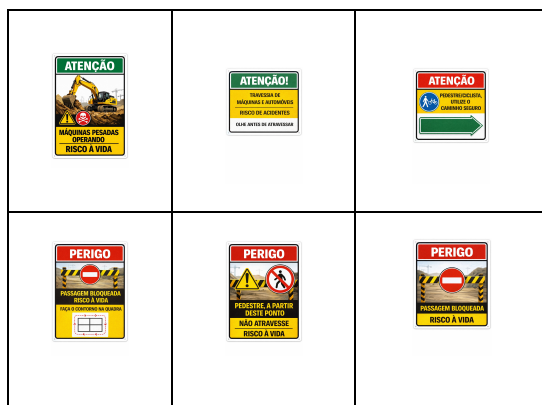 ATENÇÃO
MÁQUINAS PESADAS
OPERANDO
RISCO À VIDA
ATENÇÃO!
TRAVESSIA DE
MÁQUINAS E AUTOMÓVEIS
RISCO DE ACIDENTES
OLHE ANTES DE ATRAVESSAR
ATENÇÃO
PEDESTRE/CICLISTA,
UTILIZE O
CAMINHO SEGURO
PERIGO
PASSAGEM BLOQUEADA
RISCO À VIDA
FAÇA O CONTORNO NA QUADRA
PERIGO
PEDESTRE, A PARTIR
DESTE PONTO
NÃO ATRAVESSE
RISCO À VIDA
PERIGO
PASSAGEM BLOQUEADA
RISCO À VIDA